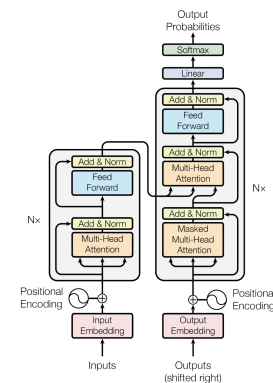 Output
Probabilities
Softmax
Linear
Add & Norm
Feed
Forward
Add & Norm
Multi-Head
Attention
Add & Norm
Masked
Multi-Head
Attention
N×
Add & Norm
Feed
Forward
N×
Add & Norm
Multi-Head
Attention
Positional
Encoding
Positional
Encoding
Input
Embedding
Output
Embedding
Inputs
Outputs
(shifted right)